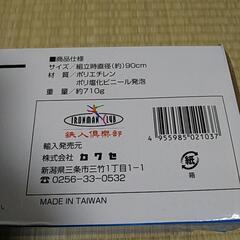 ■商品仕様
サイズ／組立時直径(約)90cm
材　質／ポリエチレン
ポリ塩化ビニール発泡
重　量／約710g
IRONMAN CLUB
鉄人倶楽部
輸入発売元
株式会社 カワセ
新潟県三条市三竹1丁目1-1
☎0256-33-0532
4 955985 021037
紙
箱
MADE IN TAIWAN